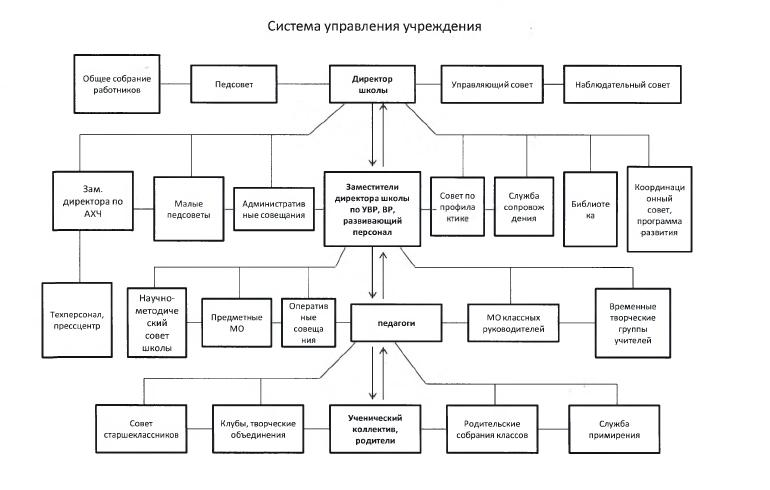 Система управления учреждения
Общее собрание
работников
Педсовет
Директор
школы
Управляющий совет
Наблюдательный совет
Зам.
директора по
АХЧ
Малые
педсоветы
Административ
ные совещания
Заместители
директора школы
по УВР, ВР,
развивающий
персонал
Совет по
профила
ктике
Служба
сопровож
дения
Библиоте
ка
Координаци
онный
совет,
программа
развития
Техперсонал,
прессцентр
Научно-
методиче
ский
совет
школы
Предметные
МО
Оператив
ные
совеща
ния
педагоги
МО классных
руководителей
Временные
творческие
группы
учителей
Совет
старшеклассников
Клубы, творческие
объединения
Ученический
коллектив,
родители
Родительские
собрания классов
Служба
примирения